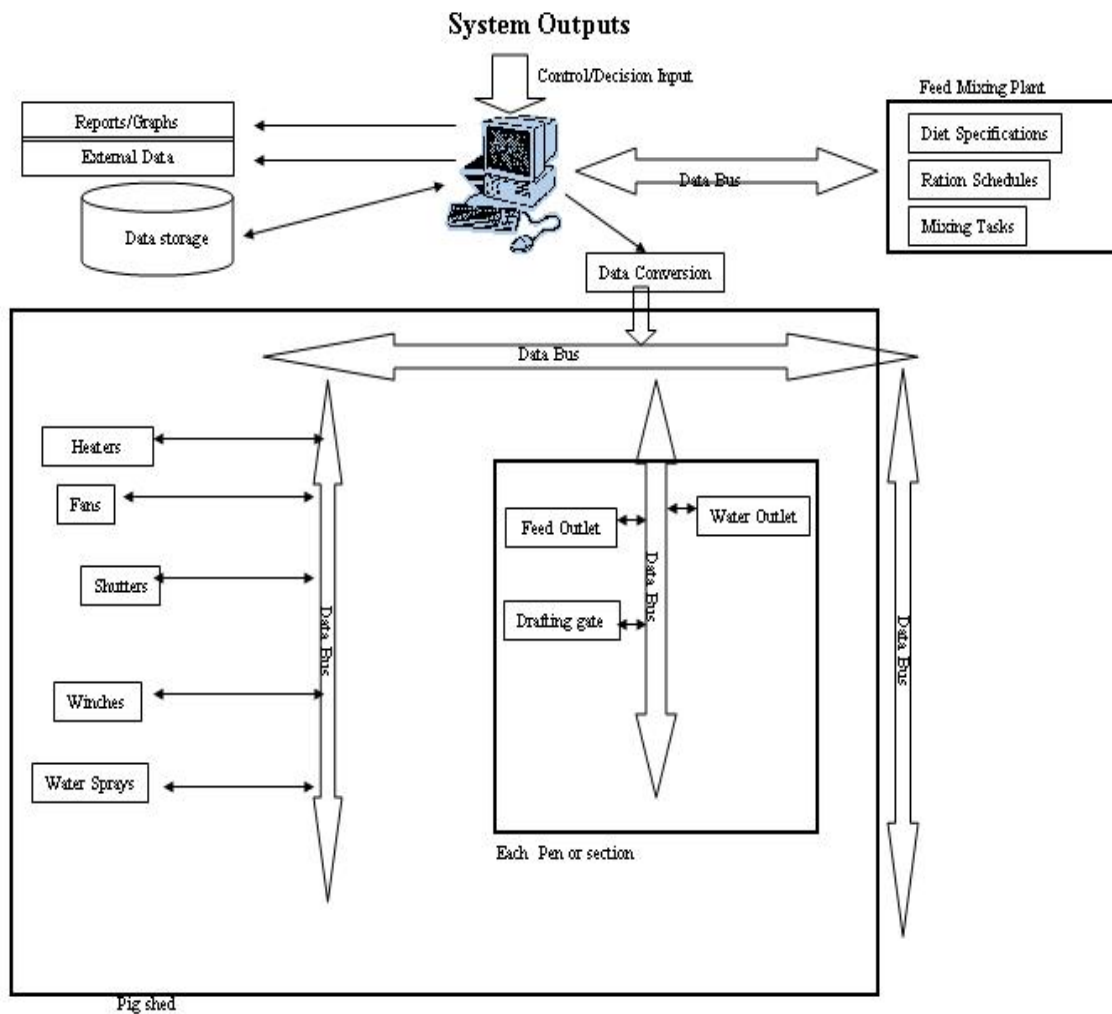 System Outputs
Control/Decision Input
Feed Mixing Plant
Reports/Graphs
External Data
Data storage
Data Bus
Diet Specifications
Ration Schedules
Mixing Tasks
Data Conversion
Data Bus
Heaters
Fans
Shutters
Winches
Water Sprays
Data Bus
Feed Outlet
Water Outlet
Drafting gate
Data Bus
Data Bus
Each Pen or section
Pig shed